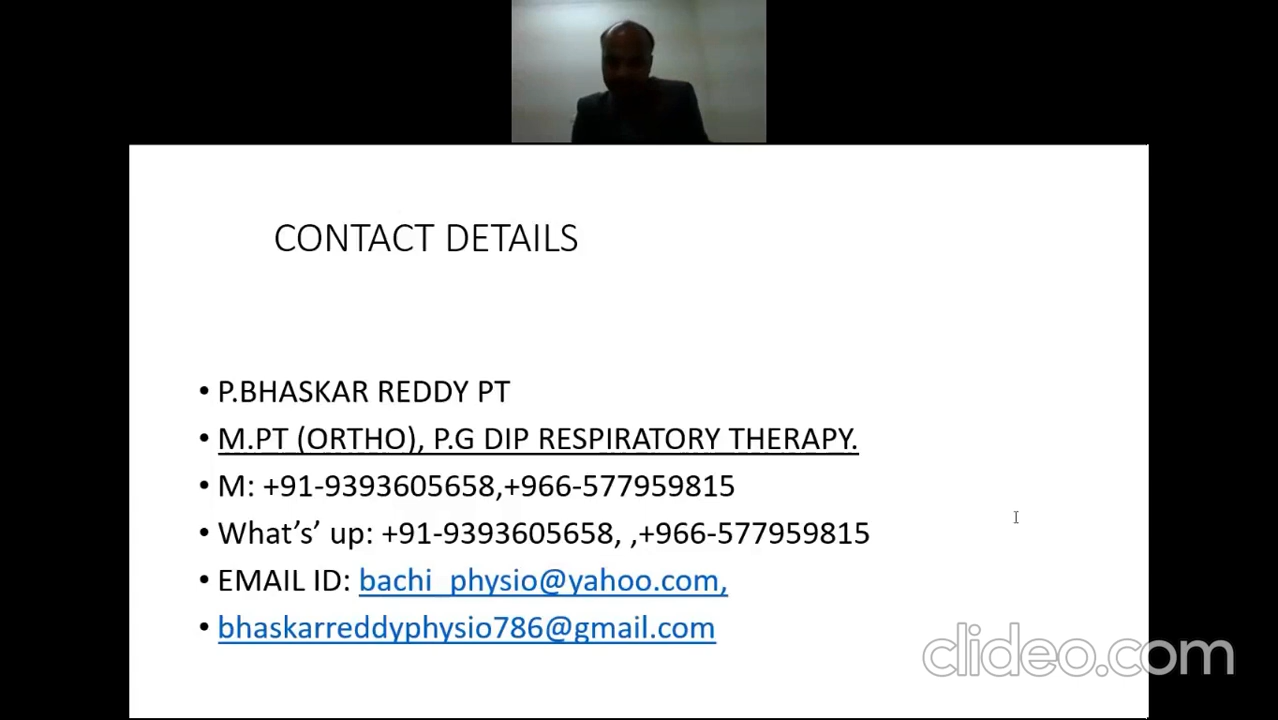 CONTACT DETAILS
• P.BHASKAR REDDY PT
• M.PT (ORTHO), P.G DIP RESPIRATORY THERAPY.
• M: +91-9393605658,+966-577959815
• What’s’ up: +91-9393605658, ,+966-577959815
• EMAIL ID: bachi_physio@yahoo.com,
• bhaskarreddyphysio786@gmail.com
clideo.com